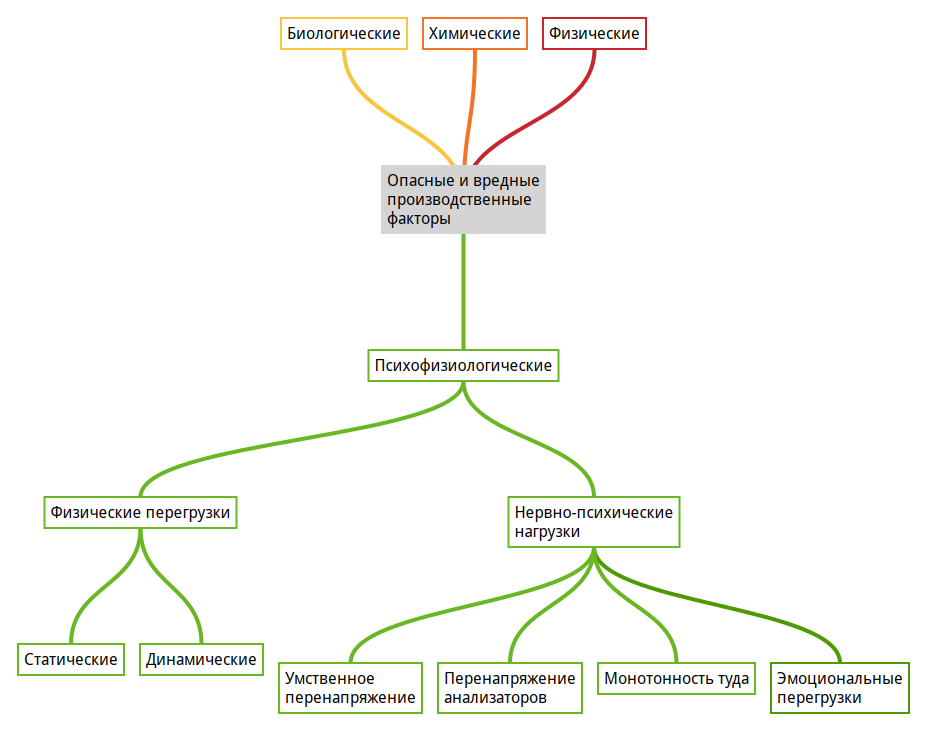 Биологические
Химические
Физические
Опасные и вредные
производственные
факторы
Психофизиологические
Физические перегрузки
Нервно-психические
нагрузки
Статические
Динамические
Умственное
перенапряжение
Перенапряжение
анализаторов
Монотонность туда
Эмоциональные
перегрузки